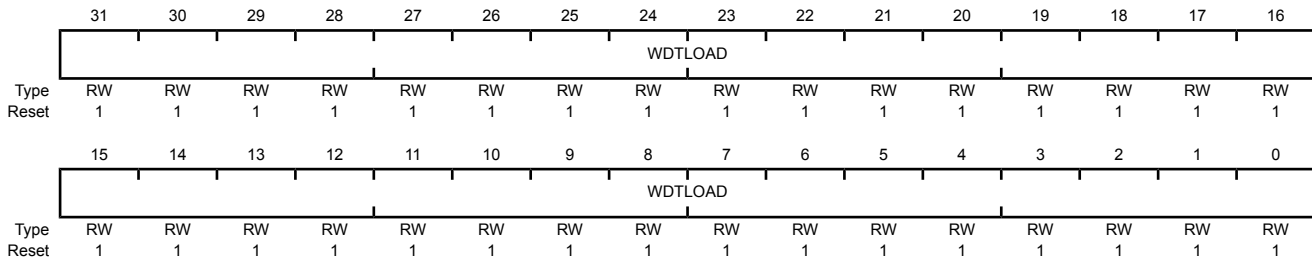 31 30 29 28 27 26 25 24 23 22 21 20 19 18 17 16
WDTLOAD
Type RW RW RW RW RW RW RW RW RW RW RW RW RW RW RW RW
Reset 1 1 1 1 1 1 1 1 1 1 1 1 1 1 1 1
15 14 13 12 11 10 9 8 7 6 5 4 3 2 1 0
WDTLOAD
Type RW RW RW RW RW RW RW RW RW RW RW RW RW RW RW RW
Reset 1 1 1 1 1 1 1 1 1 1 1 1 1 1 1 1